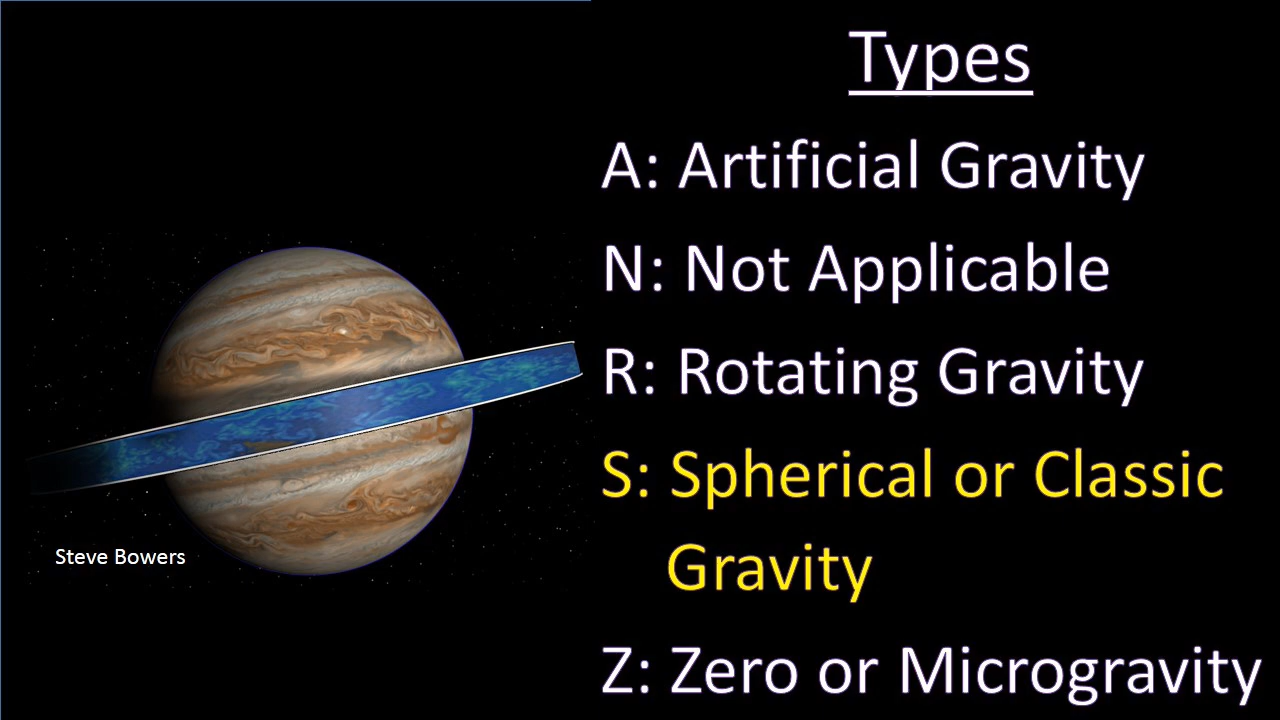 Types
A: Artificial Gravity
N: Not Applicable
R: Rotating Gravity
S: Spherical or Classic
Gravity
Z: Zero or Microgravity
Steve Bowers